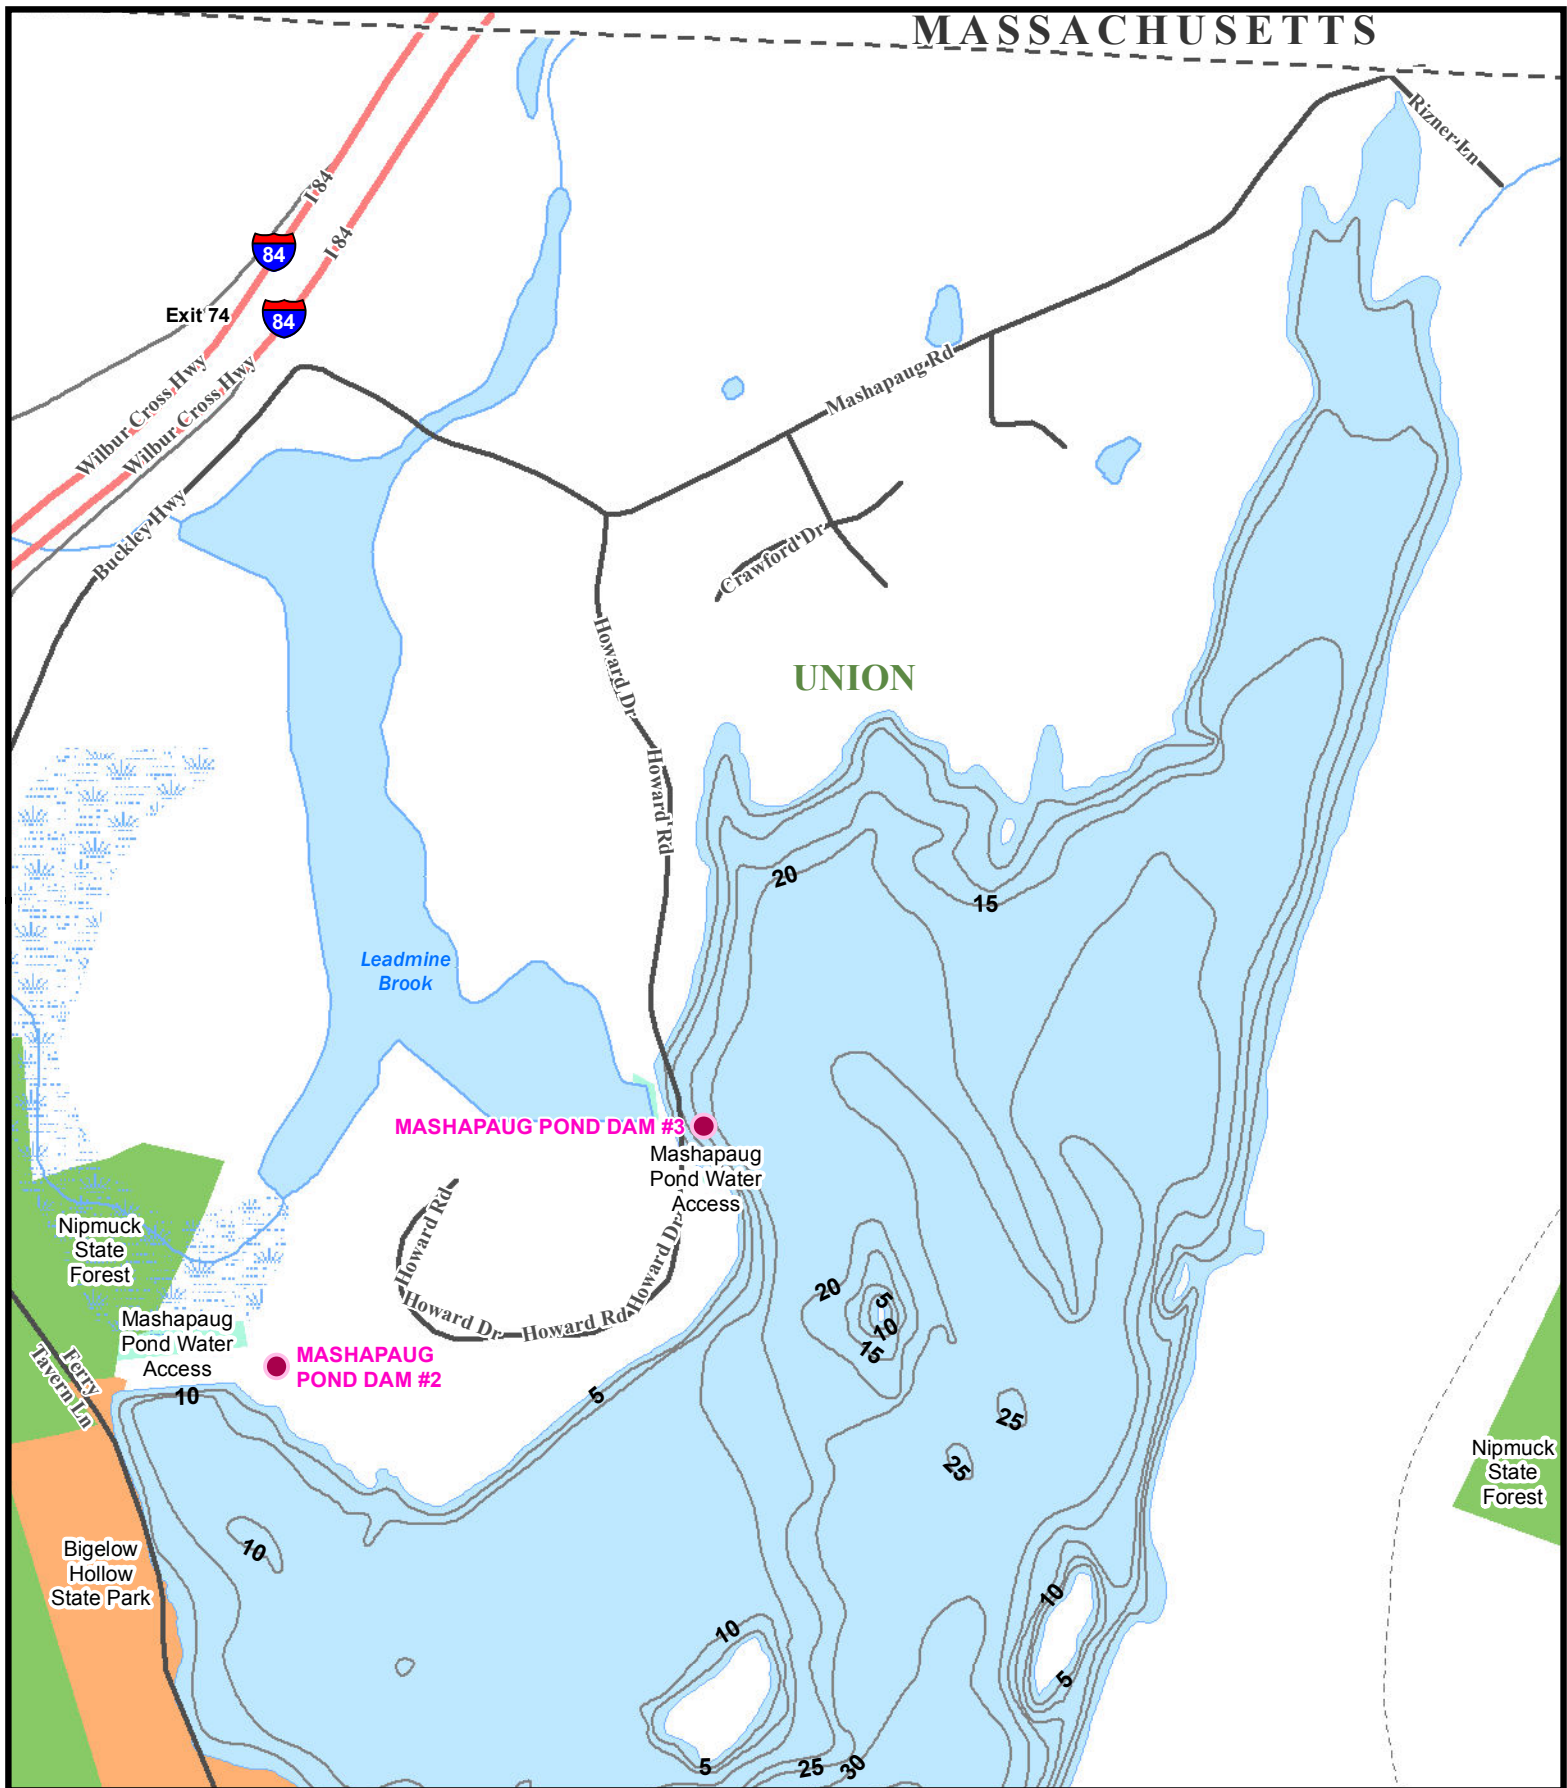 MASSACHUSETTS
Rizner Ln
I 84
I 84
84
84
Exit 74
Wilbur Cross Hwy
Wilbur Cross Hwy
Buckley Hwy
Mashapaug Rd
Crawford Dr
Howard Dr
UNION
Howard Rd
20
15
Leadmine
Brook
MASHAPAUG POND DAM #3
Mashapaug
Pond Water
Access
Howard Rd
Howard Dr
Howard Dr
Howard Rd
Nipmuck
State
Forest
20
5
10
15
Mashapaug
Pond Water
Access
MASHAPAUG
POND DAM #2
Ferry
Tavern Ln
10
5
25
25
Nipmuck
State
Forest
10
Bigelow
Hollow
State Park
10
10
5
5
25
30